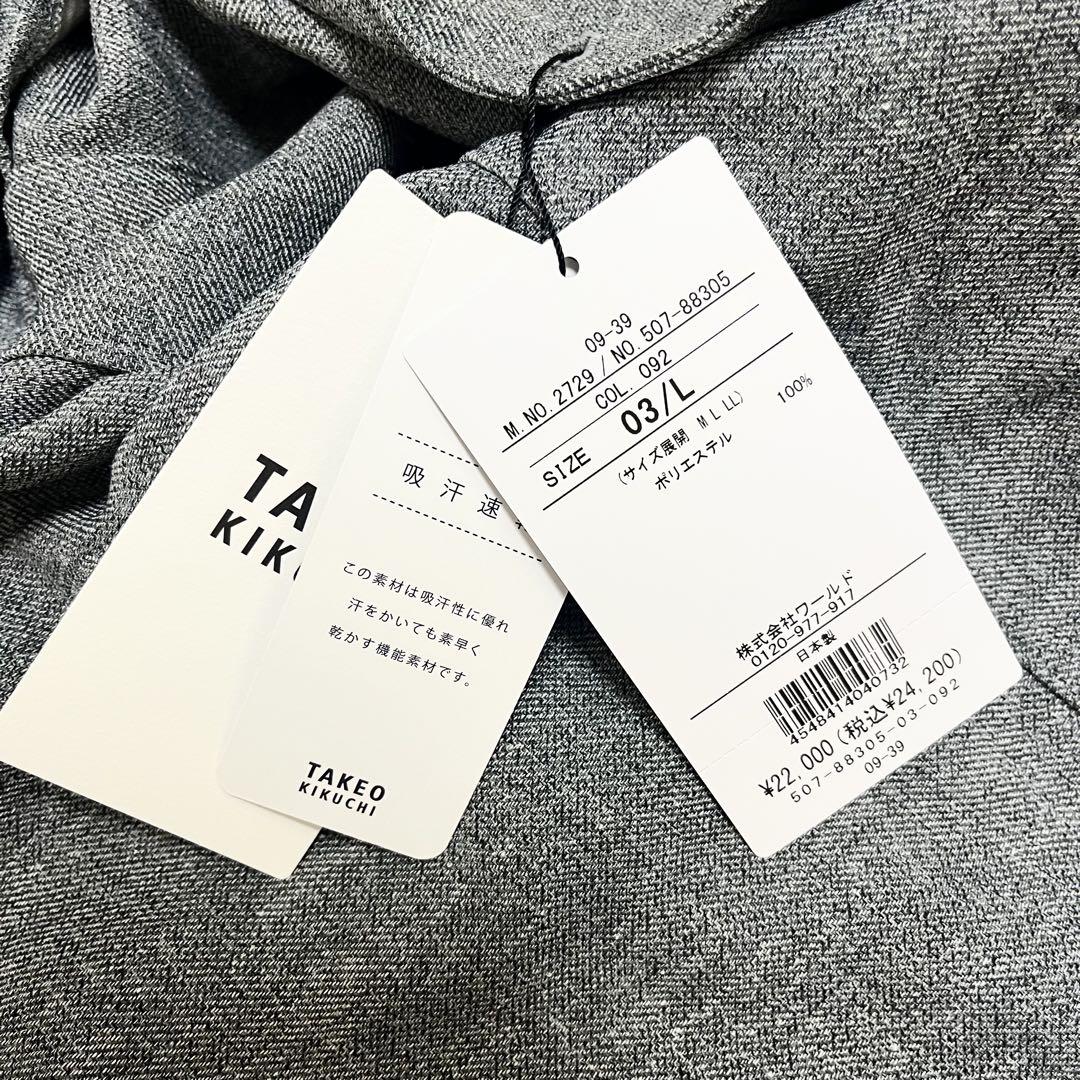 TA
KIK
吸汗速
この素材は吸汗性に優れ
汗をかいても素早く
乾かす機能素材です。
TAKEO
KIKUCHI
09-39
M.NO.2729 / NO.507-88305
COL. 092
SIZE 03/L
(サイズ展開 M L LL)
ポリエステル 100%
株式会社ワールド
0120-977-917
日本製
4548414040732
¥22,000 (税込¥24,200)
507-88305-03-092
09-39